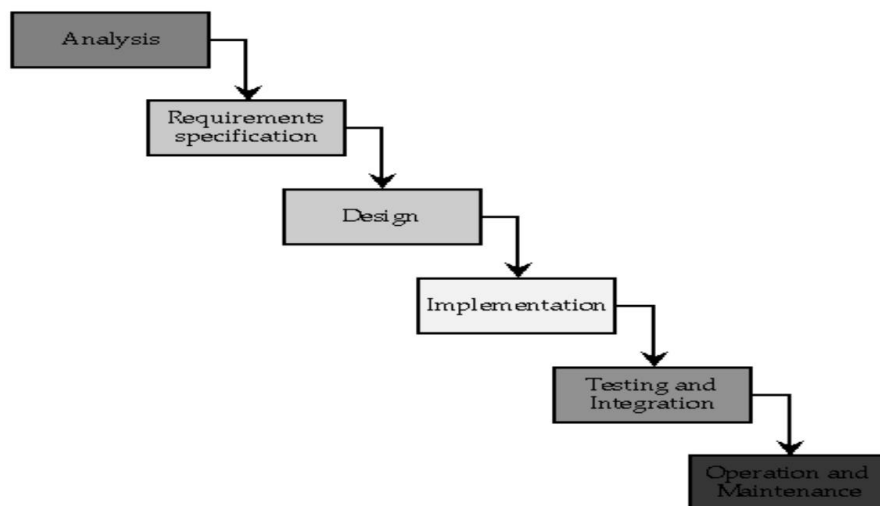 Analysis
Requirements
specification
Design
Implementation
Testing and
Integration
Operation and
Maintenance